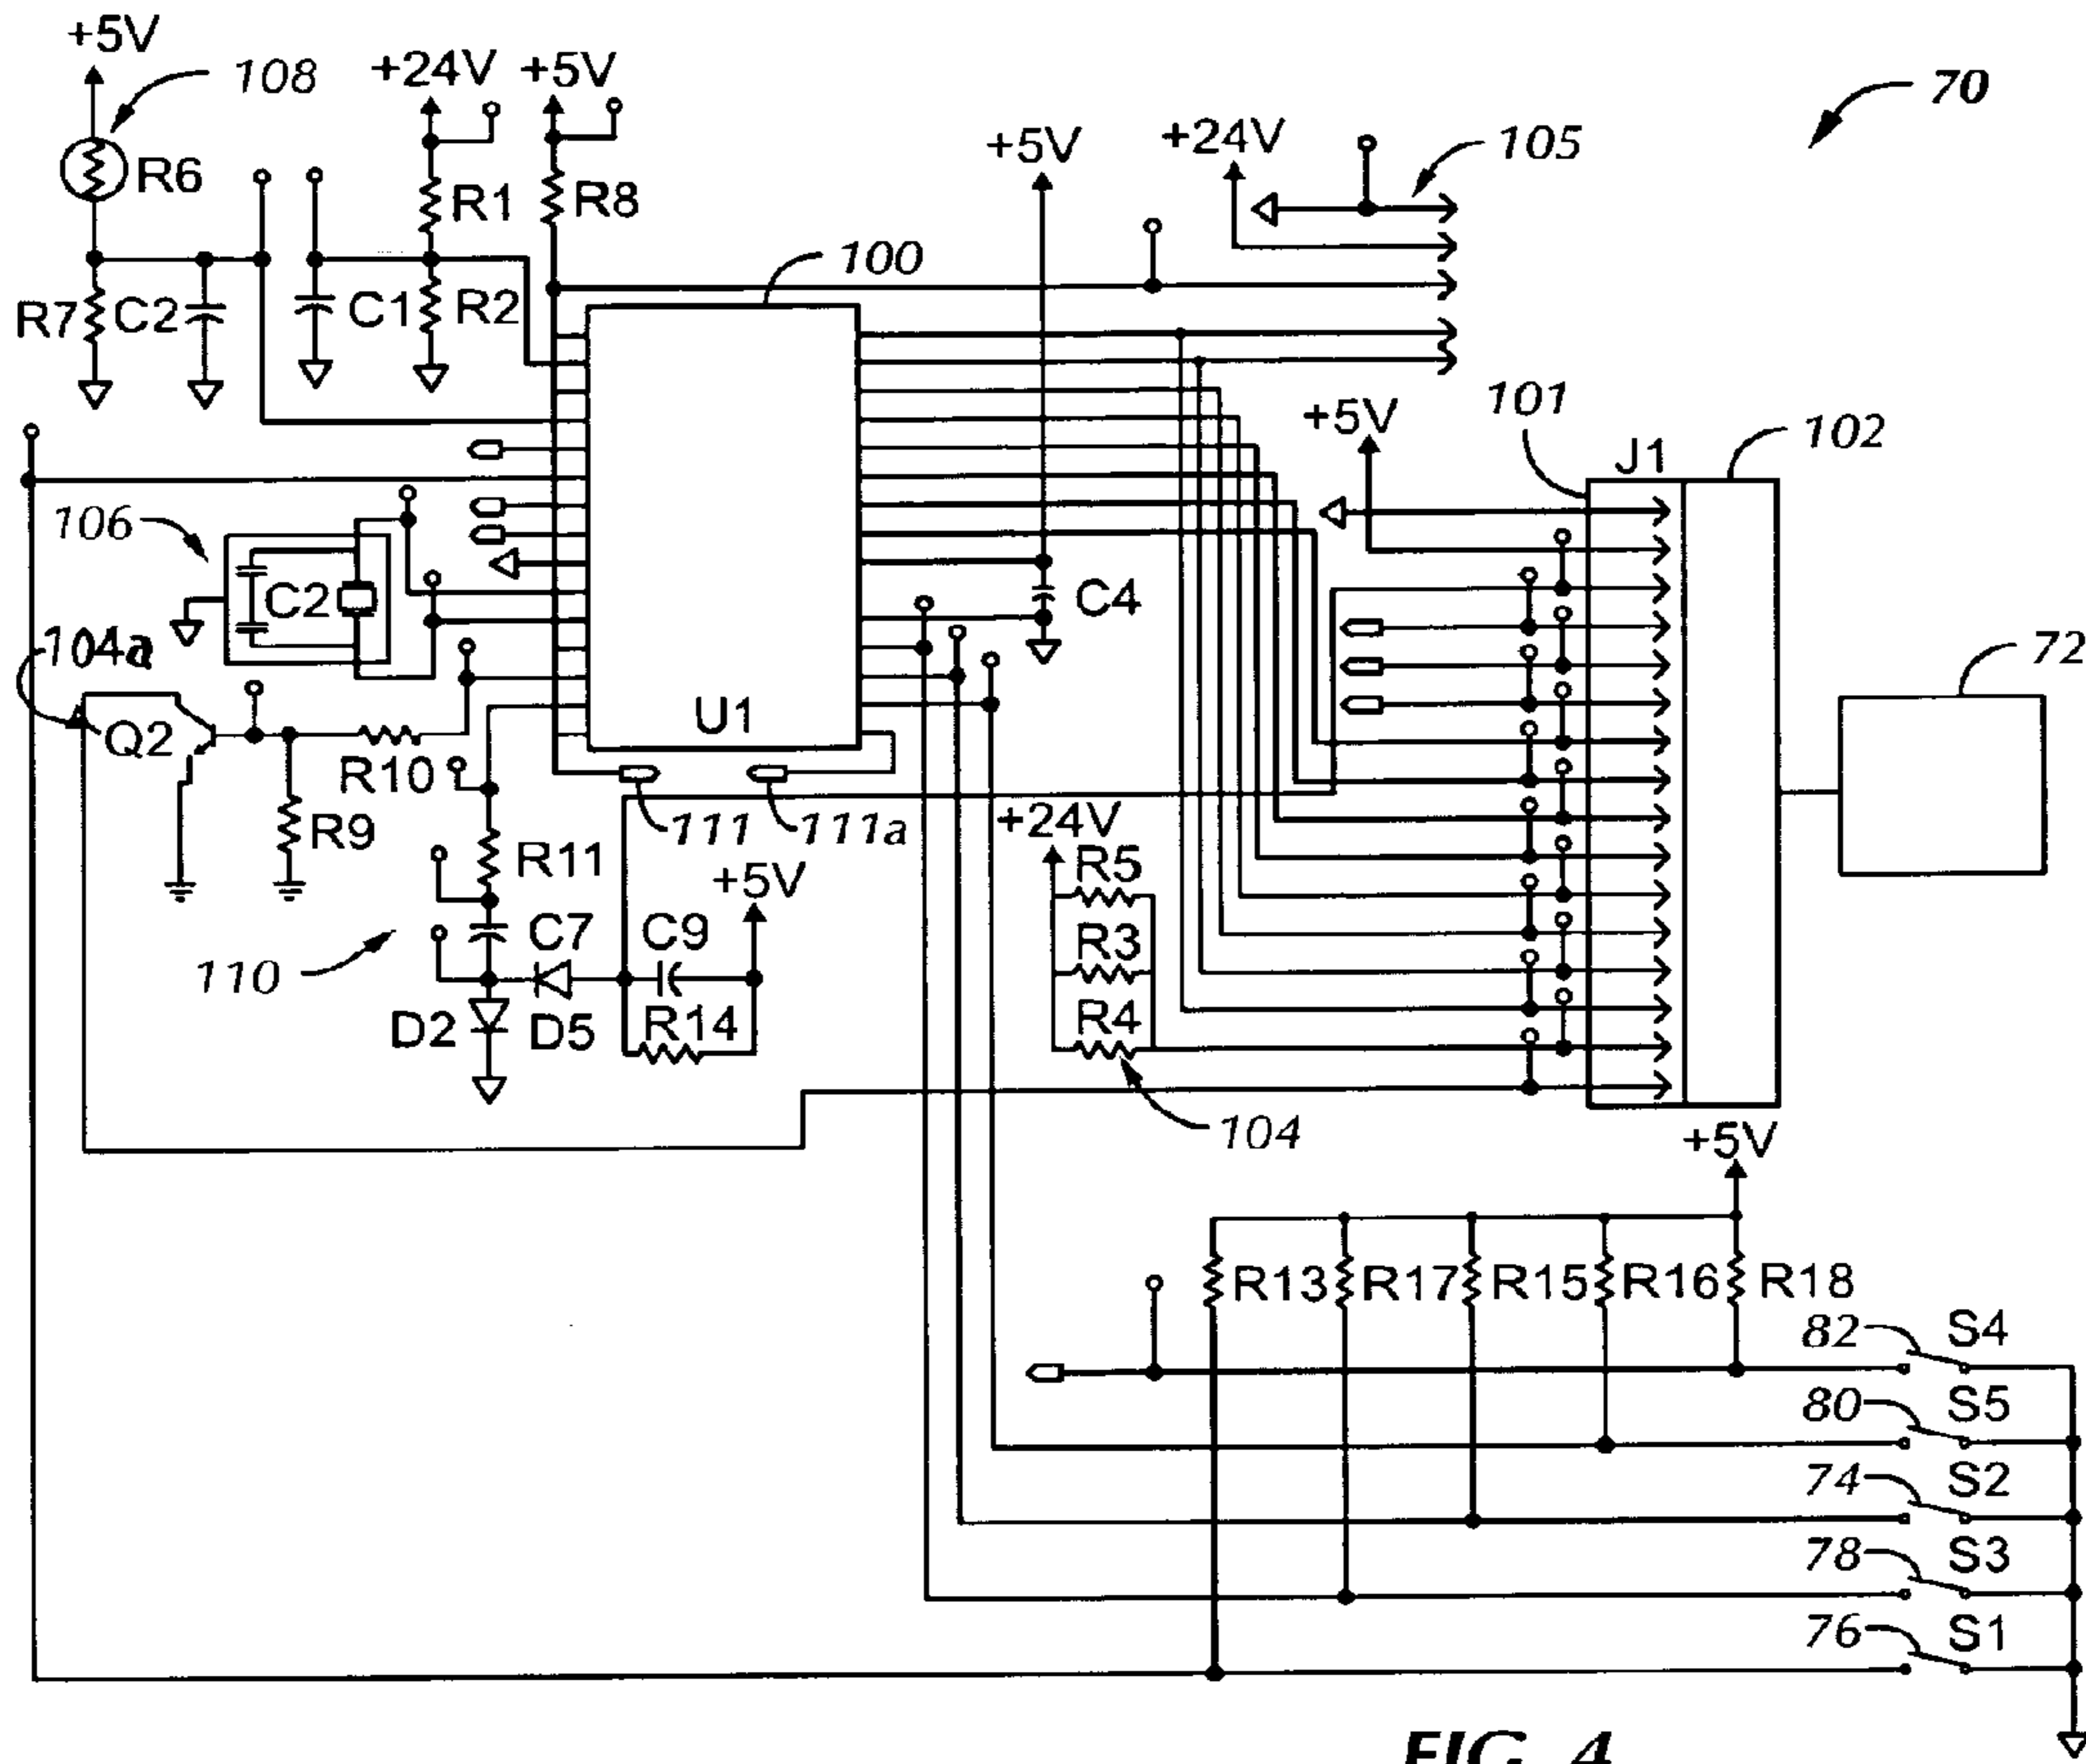 +5V
108
+24V
+5V
70
+5V
+24V
105
R6
R1
R8
100
R7
C2
C1
R2
101
+5V
102
J1
106
C2
C4
104a
72
Q2
U1
R10
R9
111
111a
+24V
R11
R5
+5V
C7
C9
R3
110
D2
D5
R14
R4
104
+5V
R13
R17
R15
R16
R18
82
S4
80
S5
74
S2
78
S3
76
S1
FIG. 4